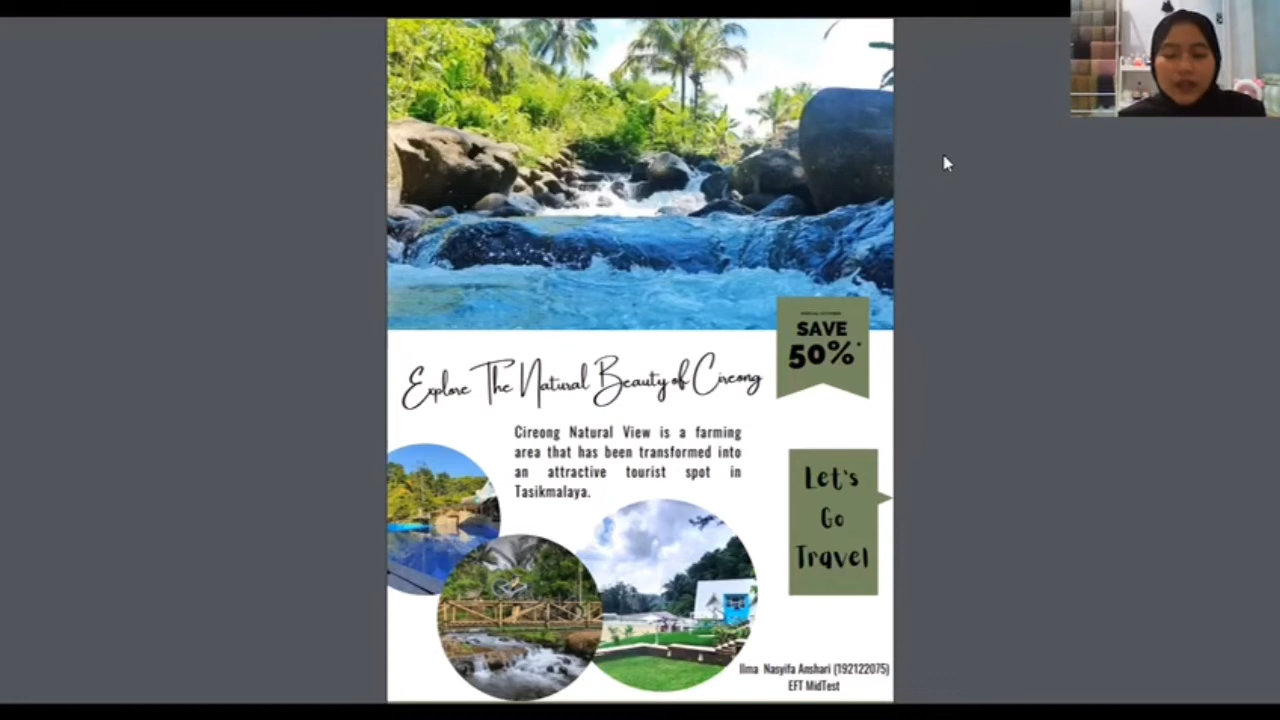 SAVE
50%*
Explore The Natural Beauty of Cireong
Cireong Natural View is a farming
area that has been transformed into
an attractive tourist spot in
Tasikmalaya.
Let's
Go
Travel
Ilma Nasyifa Anshari (192122075)
EFT MidTest